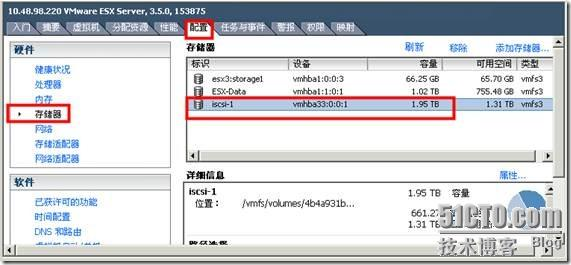 10.48.98.220 VMware ESX Server, 3.5.0, 153875
入门 摘要 虚拟机 分配资源 性能 配置 任务与事件 警报 权限 映射
硬件
健康状况
处理器
内存
存储器
网络
存储适配器
网络适配器
软件
已获许可的功能
时间配置
DNS 和路由
存储器
刷新 移除 添加存储器...
标识 设备 容量 可用空间 类型
esx3:storage1 vmhba1:0:0:3 66.25 GB 65.70 GB vmfs3
ESX-Data vmhba1:1:0:1 1.02 TB 755.48 GB vmfs3
iscsi-1 vmhba33:0:0:1 1.95 TB 1.31 TB vmfs3
详细信息
属性...
iscsi-1 1.95 TB 容量
位置: /vmfs/volumes/4b4a931b...
661.27
1.31 TB
51CTO.com
技术博客 Blog